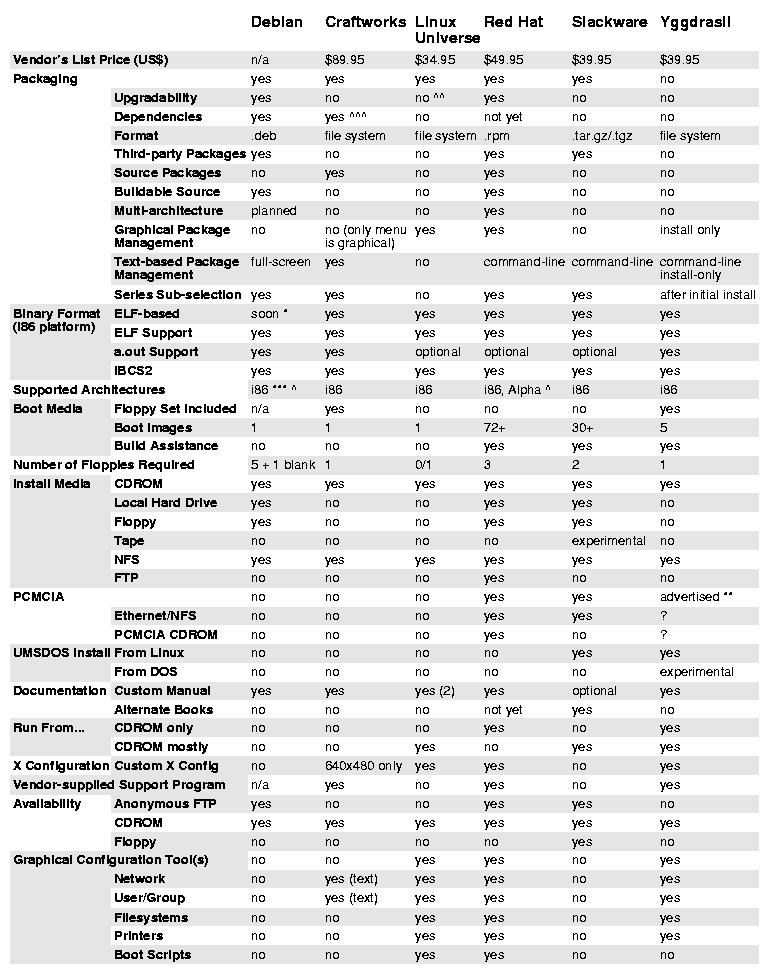 Debian Craftworks Linux Universe Red Hat Slackware Yggdrasil
Vendor's List Price (US$) n/a $89.95 $34.95 $49.95 $39.95 $39.95
Packaging yes yes yes yes yes no
Upgradability yes no no ^^ yes no no
Dependencies yes yes ^^^ no not yet no no
Format .deb file system file system .rpm .tar.gz/.tgz file system
Third-party Packages yes no no yes yes no
Source Packages no yes no yes no no
Buildable Source yes no no yes no no
Multi-architecture planned no no yes no no
Graphical Package Management no no (only menu is graphical) yes yes no install only
Text-based Package Management full-screen yes no command-line command-line command-line install-only
Series Sub-selection yes yes no yes yes after initial install
Binary Format (i86 platform) ELF-based soon * yes yes yes yes yes
ELF Support yes yes yes yes yes yes
a.out Support yes yes optional optional optional yes
IBCS2 yes yes yes yes yes yes
Supported Architectures i86 *** ^ i86 i86 i86, Alpha ^ i86 i86
Boot Media Floppy Set Included n/a yes no no no yes
Boot Images 1 1 1 72+ 30+ 5
Build Assistance no no no yes yes yes
Number of Floppies Required 5 + 1 blank 1 0/1 3 2 1
Install Media CDROM yes yes yes yes yes yes
Local Hard Drive yes no no yes yes no
Floppy yes no no yes yes no
Tape no no no no experimental no
NFS yes yes yes yes yes yes
FTP no no no yes no no
PCMCIA no no no yes yes advertised **
Ethernet/NFS no no no yes yes ?
PCMCIA CDROM no no no yes no ?
UMSDOS Install From Linux no no no no yes yes
From DOS no no no no no experimental
Documentation Custom Manual yes yes yes (2) yes optional yes
Alternate Books no no no not yet yes no
Run From... CDROM only no no no yes no yes
CDROM mostly no no yes no yes yes
X Configuration Custom X Config no 640x480 only yes yes no yes
Vendor-supplied Support Program n/a yes no yes no yes
Availability Anonymous FTP yes no no yes yes no
CDROM yes yes yes yes yes yes
Floppy no no no no yes no
Graphical Configuration Tool(s) no no yes yes no yes
Network no yes (text) yes yes no yes
User/Group no yes (text) yes yes no yes
Filesystems no no yes yes no yes
Printers no no yes yes no yes
Boot Scripts no no yes yes no no